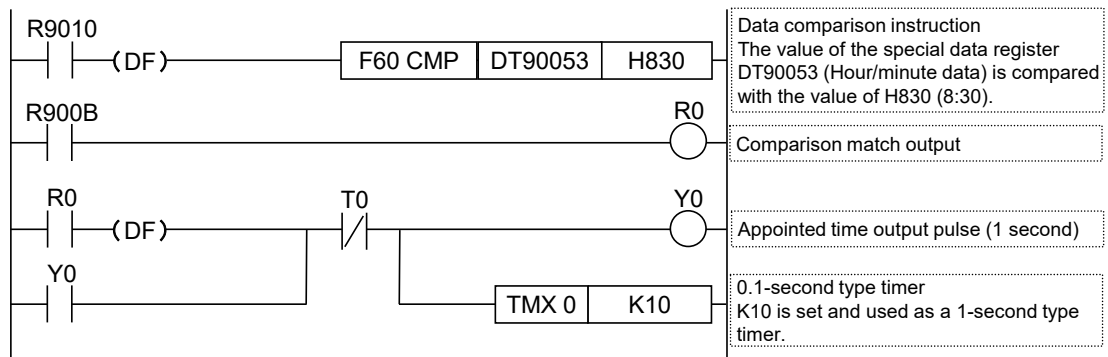 R9010
(DF)
F60 CMP DT90053 H830
Data comparison instruction
The value of the special data register
DT90053 (Hour/minute data) is compared
with the value of H830 (8:30).
R900B
R0
Comparison match output
R0
(DF)
T0
Y0
Appointed time output pulse (1 second)
Y0
TMX 0 K10
0.1-second type timer
K10 is set and used as a 1-second type
timer.